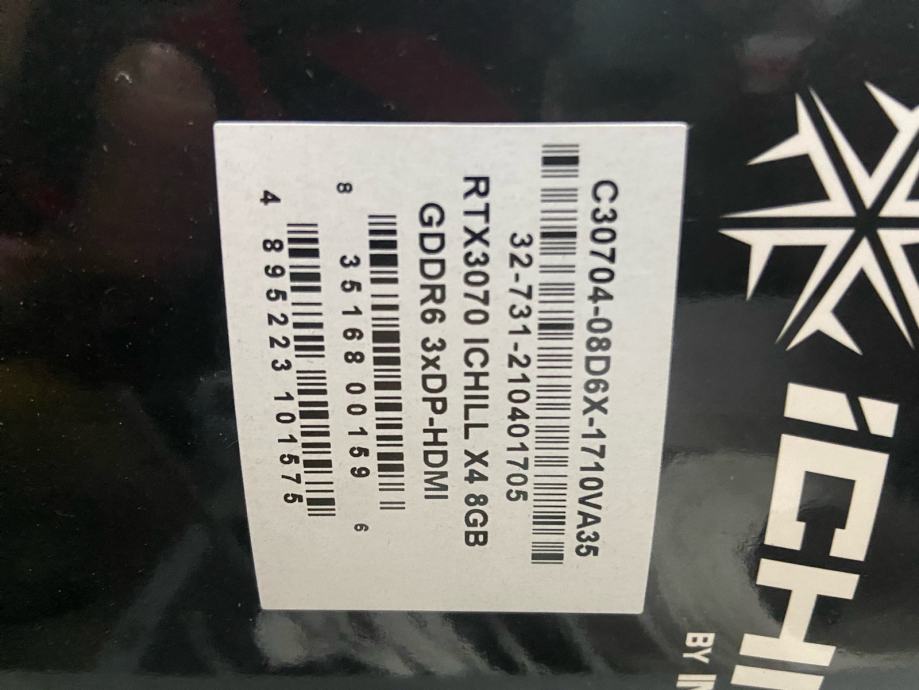 C30704-08D6X-1710VA35
32-731-210401705
RTX3070 ICHILL X4 8GB
GDDR6 3xDP-HDMI
8 35168 00159 6
4 895223 101575
iCHI
BY